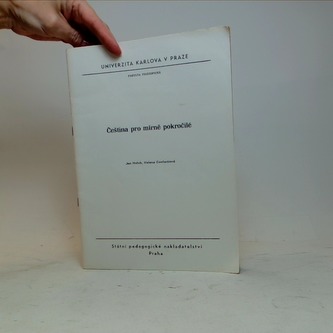 UNIVERZITA KARLOVA V PRAZE
Čeština pro mírně pokročilé
Státní pedagogické nakladatelství
Praha